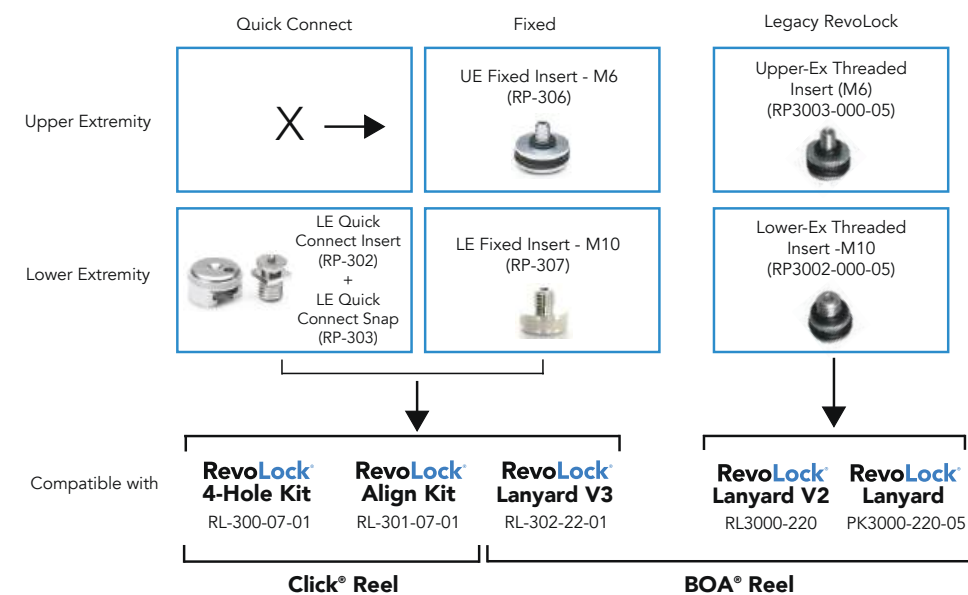 Quick Connect
Fixed
Legacy RevoLock
Upper Extremity
X
UE Fixed Insert - M6
(RP-306)
Upper-Ex Threaded
Insert (M6)
(RP3003-000-05)
Lower Extremity
LE Quick
Connect Insert
(RP-302)
+
LE Quick
Connect Snap
(RP-303)
LE Fixed Insert - M10
(RP-307)
Lower-Ex Threaded
Insert -M10
(RP3002-000-05)
Compatible with
RevoLock®
4-Hole Kit
RL-300-07-01
RevoLock®
Align Kit
RL-301-07-01
RevoLock®
Lanyard V3
RL-302-22-01
RevoLock®
Lanyard V2
RL3000-220
RevoLock®
Lanyard
PK3000-220-05
Click® Reel
BOA® Reel